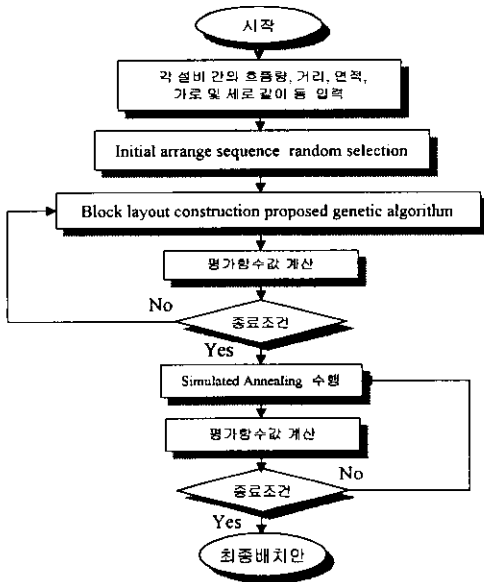 시작
각 설비 간의 흐름량, 거리, 면적,
가로 및 세로 길이 등 입력
Initial arrange sequence random selection
Block layout construction proposed genetic algorithm
평가함수값 계산
No
종료조건
Yes
Simulated Annealing 수행
평가함수값 계산
No
종료조건
Yes
최종배치안